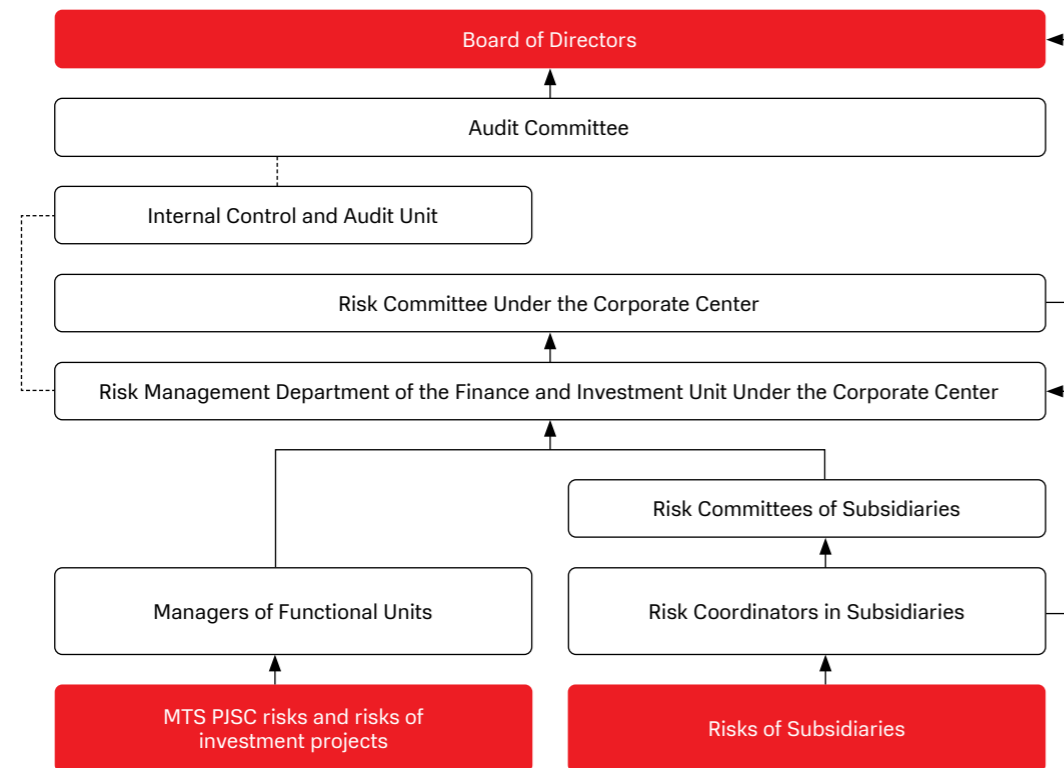 Board of Directors
Audit Committee
Internal Control and Audit Unit
Risk Committee Under the Corporate Center
Risk Management Department of the Finance and Investment Unit Under the Corporate Center
Risk Committees of Subsidiaries
Managers of Functional Units
Risk Coordinators in Subsidiaries
MTS PJSC risks and risks of
investment projects
Risks of Subsidiaries